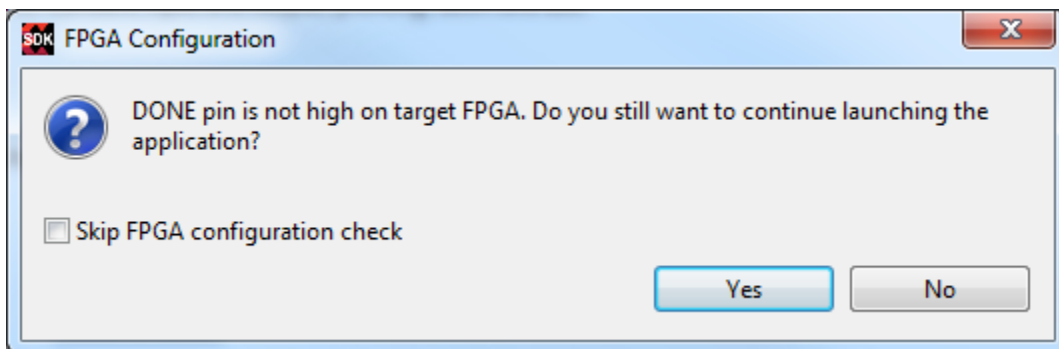 SDK FPGA Configuration
DONE pin is not high on target FPGA. Do you still want to continue launching the
application?
Skip FPGA configuration check
Yes No